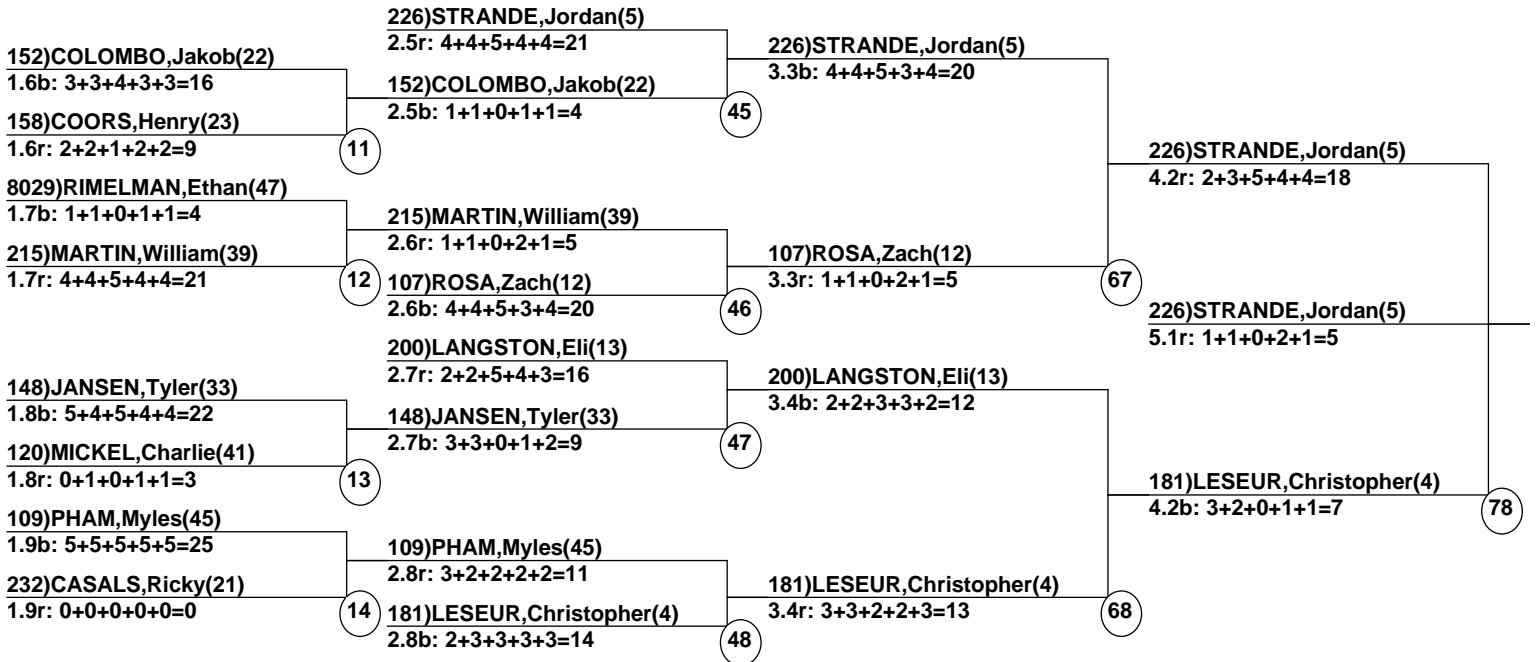 152)COLOMBO,Jakob(22)
1.6b: 3+3+4+3+3=16
158)COORS,Henry(23)
1.6r: 2+2+1+2+2=9
11
8029)RIMELMAN,Ethan(47)
1.7b: 1+1+0+1+1=4
215)MARTIN,William(39)
1.7r: 4+4+5+4+4=21
12
148)JANSEN,Tyler(33)
1.8b: 5+4+5+4+4=22
120)MICKEL,Charlie(41)
1.8r: 0+1+0+1+1=3
13
109)PHAM,Myles(45)
1.9b: 5+5+5+5+5=25
232)CASALS,Ricky(21)
1.9r: 0+0+0+0+0=0
14
226)STRANDE,Jordan(5)
2.5r: 4+4+5+4+4=21
152)COLOMBO,Jakob(22)
2.5b: 1+1+0+1+1=4
45
215)MARTIN,William(39)
2.6r: 1+1+0+2+1=5
107)ROSA,Zach(12)
2.6b: 4+4+5+3+4=20
46
200)LANGSTON,Eli(13)
2.7r: 2+2+5+4+3=16
148)JANSEN,Tyler(33)
2.7b: 3+3+0+1+2=9
47
109)PHAM,Myles(45)
2.8r: 3+2+2+2+2=11
181)LESEUR,Christopher(4)
2.8b: 2+3+3+3+3=14
48
226)STRANDE,Jordan(5)
3.3b: 4+4+5+3+4=20
107)ROSA,Zach(12)
3.3r: 1+1+0+2+1=5
67
200)LANGSTON,Eli(13)
3.4b: 2+2+3+3+2=12
181)LESEUR,Christopher(4)
3.4r: 3+3+2+2+3=13
68
226)STRANDE,Jordan(5)
4.2r: 2+3+5+4+4=18
181)LESEUR,Christopher(4)
4.2b: 3+2+0+1+1=7
78
226)STRANDE,Jordan(5)
5.1r: 1+1+0+2+1=5